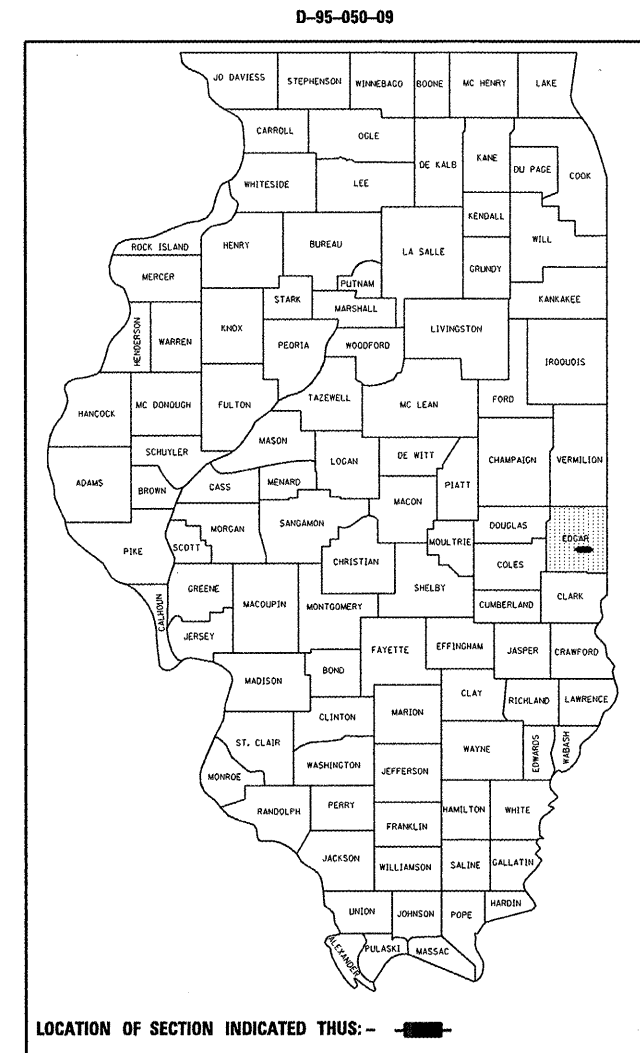 D-95-050-09
JO DAVIESS STEPHENSON WINNEBAGO BOONE MC HENRY LAKE
CARROLL OGLE
DE KALB KANE DU PAGE COOK
WHITESIDE LEE
KENDALL
ROCK ISLAND HENRY BUREAU LA SALLE WILL
MERCER PUTNAM GRUNDY
STARK MARSHALL KANKAKEE
HENDERSON WARREN KNOX PEORIA WOODFORD LIVINGSTON
IROQUOIS
HANCOCK MC DONOUGH FULTON TAZEWELL MC LEAN FORD
MASON
SCHUYLER LOGAN DE WITT CHAMPAIGN VERMILION
ADAMS BROWN CASS MENARD PIATT
MACON
MORGAN SANGAMON DOUGLAS
PIKE SCOTT CHRISTIAN MOULTRIE EDGAR
COLES
GREENE MACOUPIN MONTGOMERY SHELBY CLARK
CALHOUN CUMBERLAND
JERSEY FAYETTE EFFINGHAM JASPER CRAWFORD
MADISON BOND
CLAY RICHLAND LAWRENCE
CLINTON MARION
ST. CLAIR WAYNE EDWARDS WABASH
WASHINGTON JEFFERSON
MONROE
RANDOLPH PERRY HAMILTON WHITE
FRANKLIN
JACKSON WILLIAMSON SALINE GALLATIN
UNION JOHNSON POPE HARDIN
ALEXANDER PULASKI MASSAC
LOCATION OF SECTION INDICATED THUS: -